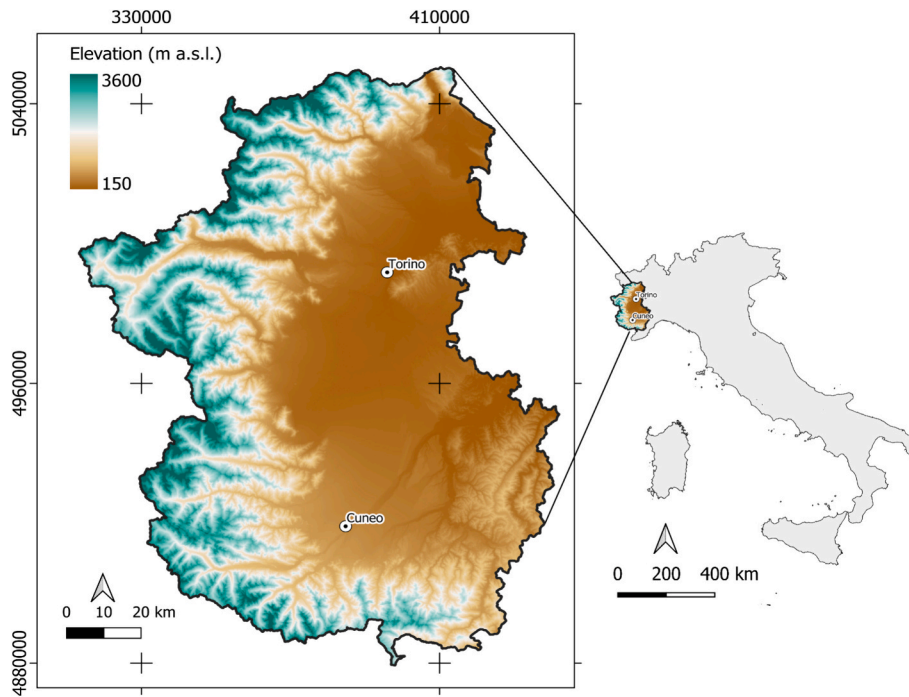 330000 410000
Elevation (m a.s.l.)
3600
150
5040000
4960000
4880000
Torino
Cuneo
0 10 20 km
Torino
Cuneo
0 200 400 km